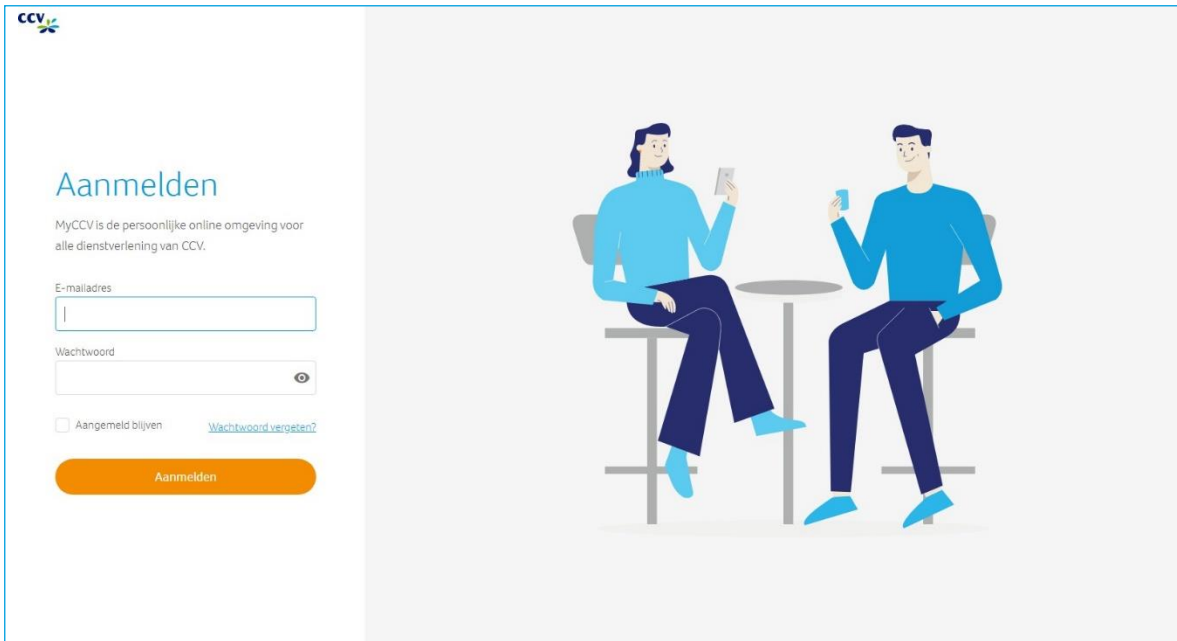 CCV
Aanmelden
MyCCV is de persoonlijke online omgeving voor
alle dienstverlening van CCV.
E-mailadres
Wachtwoord
Aangemeld blijven
Wachtwoord vergeten?
Aanmelden